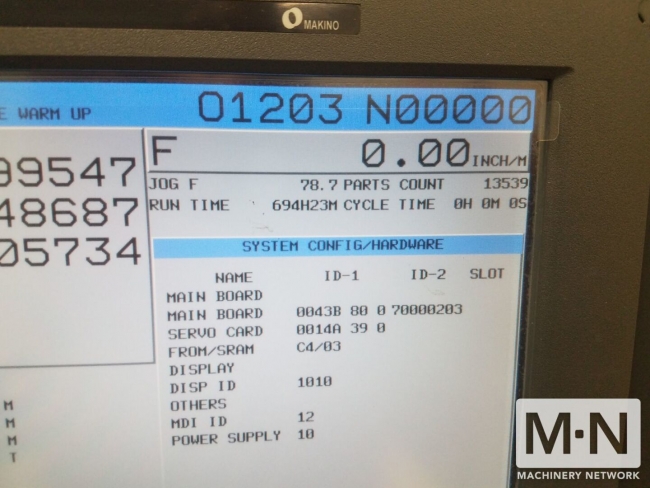 MAKINO
E WARM UP
O1203 N00000
99547
48687
05734
F 0.00 INCH/M
JOG F 78.7 PARTS COUNT 13539
RUN TIME 694H23M CYCLE TIME 0H 0M 0S
SYSTEM CONFIG/HARDWARE
NAME ID-1 ID-2 SLOT
MAIN BOARD
MAIN BOARD 0043B 80 0 70000203
SERVO CARD 0014A 39 0
FROM/SRAM C4/03
DISPLAY
DISP ID 1010
OTHERS
MDI ID 12
POWER SUPPLY 10
M
M
M
T
M·N
MACHINERY NETWORK